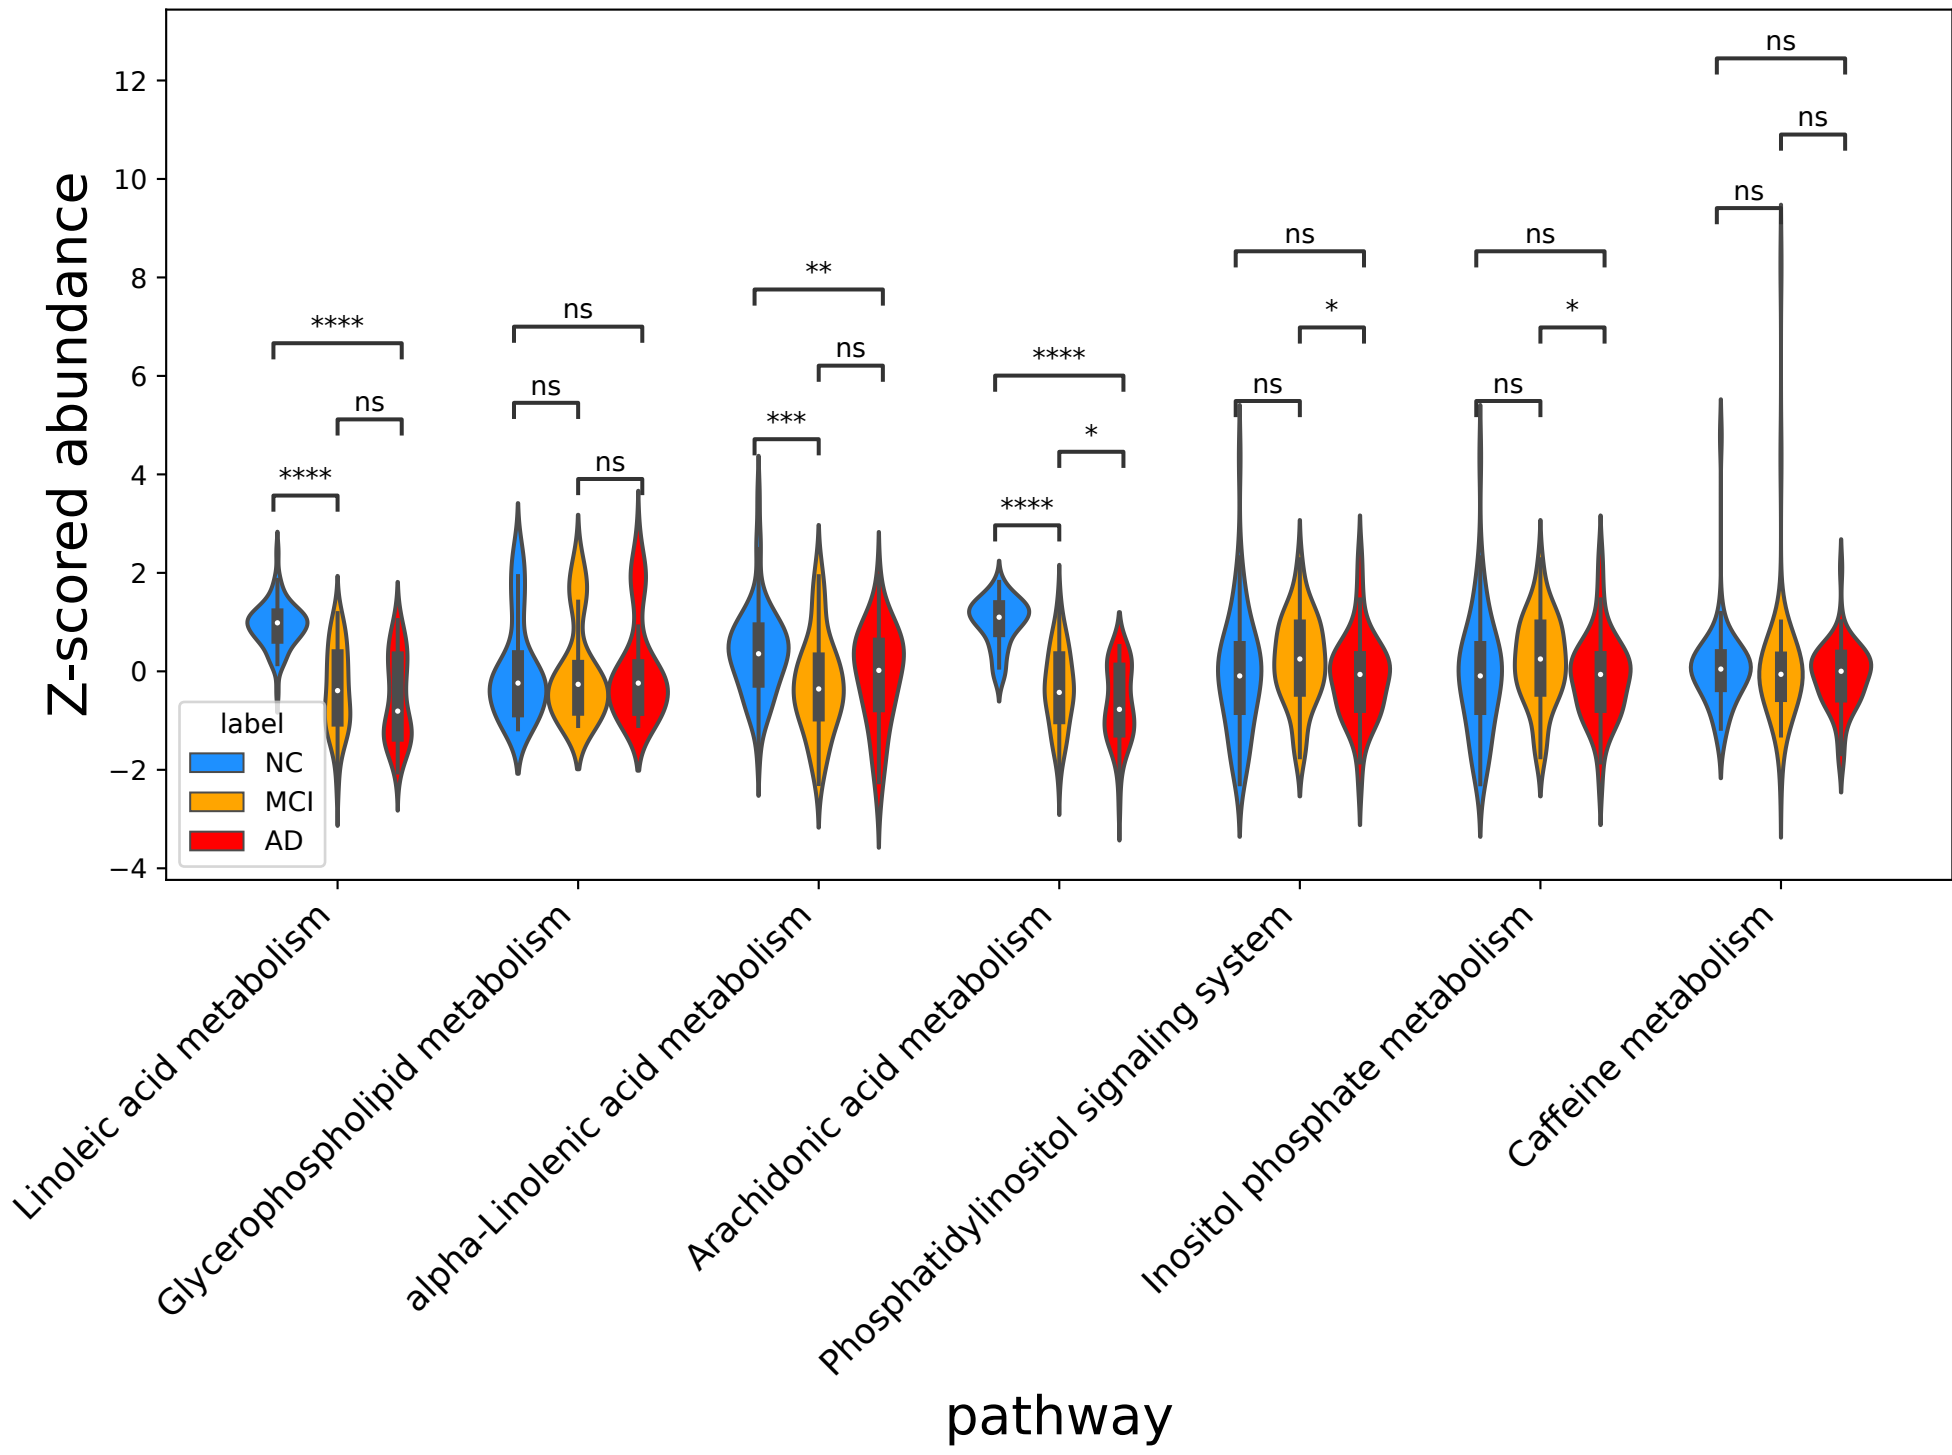 Z-scored abundance
12
10
8
6
4
2
0
−2
−4
****
ns
****
ns
ns
ns
***
ns
**
****
*
****
ns
*
ns
ns
*
ns
ns
ns
ns
label
NC
MCI
AD
Linoleic acid metabolism
Glycerophospholipid metabolism
alpha-Linolenic acid metabolism
Arachidonic acid metabolism
Phosphatidylinositol signaling system
Inositol phosphate metabolism
Caffeine metabolism
pathway